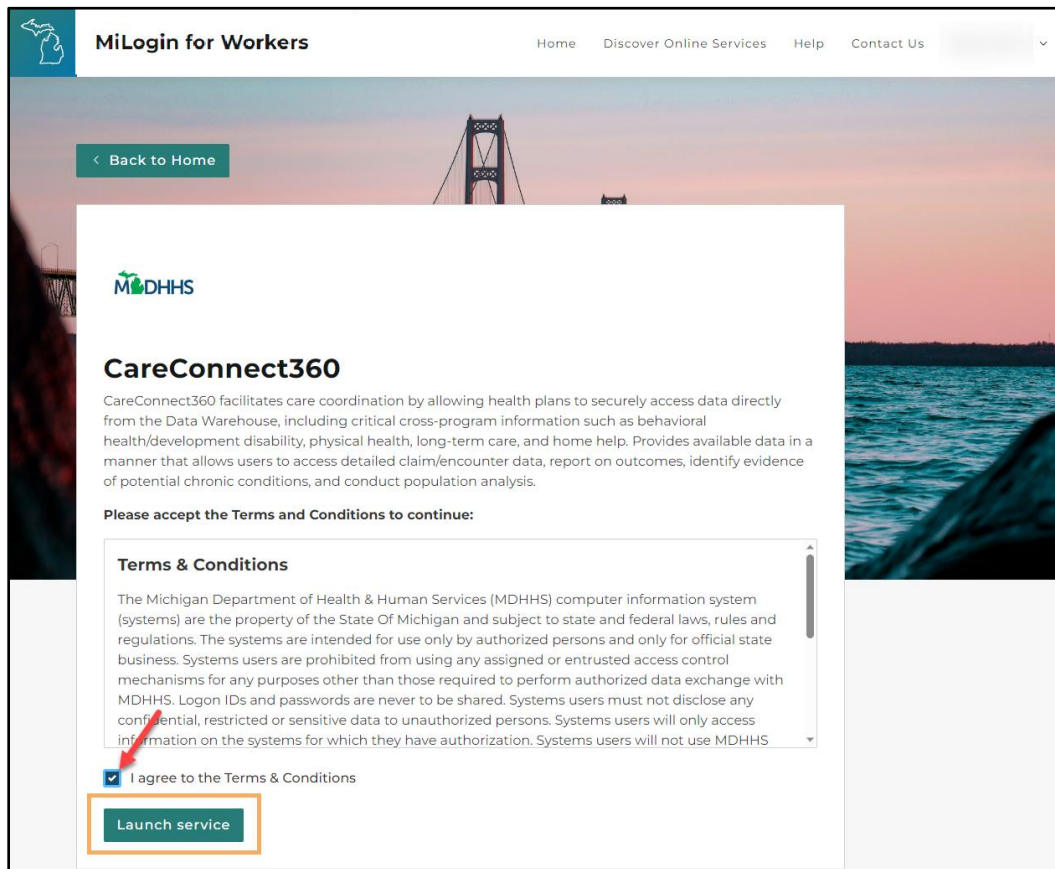 MiLogin for Workers
Home Discover Online Services Help Contact Us
Back to Home
MDHHS
CareConnect360
CareConnect360 facilitates care coordination by allowing health plans to securely access data directly
from the Data Warehouse, including critical cross-program information such as behavioral
health/development disability, physical health, long-term care, and home help. Provides available data in a
manner that allows users to access detailed claim/encounter data, report on outcomes, identify evidence
of potential chronic conditions, and conduct population analysis.
Please accept the Terms and Conditions to continue:
Terms & Conditions
The Michigan Department of Health & Human Services (MDHHS) computer information system
(systems) are the property of the State Of Michigan and subject to state and federal laws, rules and
regulations. The systems are intended for use only by authorized persons and only for official state
business. Systems users are prohibited from using any assigned or entrusted access control
mechanisms for any purposes other than those required to perform authorized data exchange with
MDHHS. Logon IDs and passwords are never to be shared. Systems users must not disclose any
confidential, restricted or sensitive data to unauthorized persons. Systems users will only access
information on the systems for which they have authorization. Systems users will not use MDHHS
I agree to the Terms & Conditions
Launch service